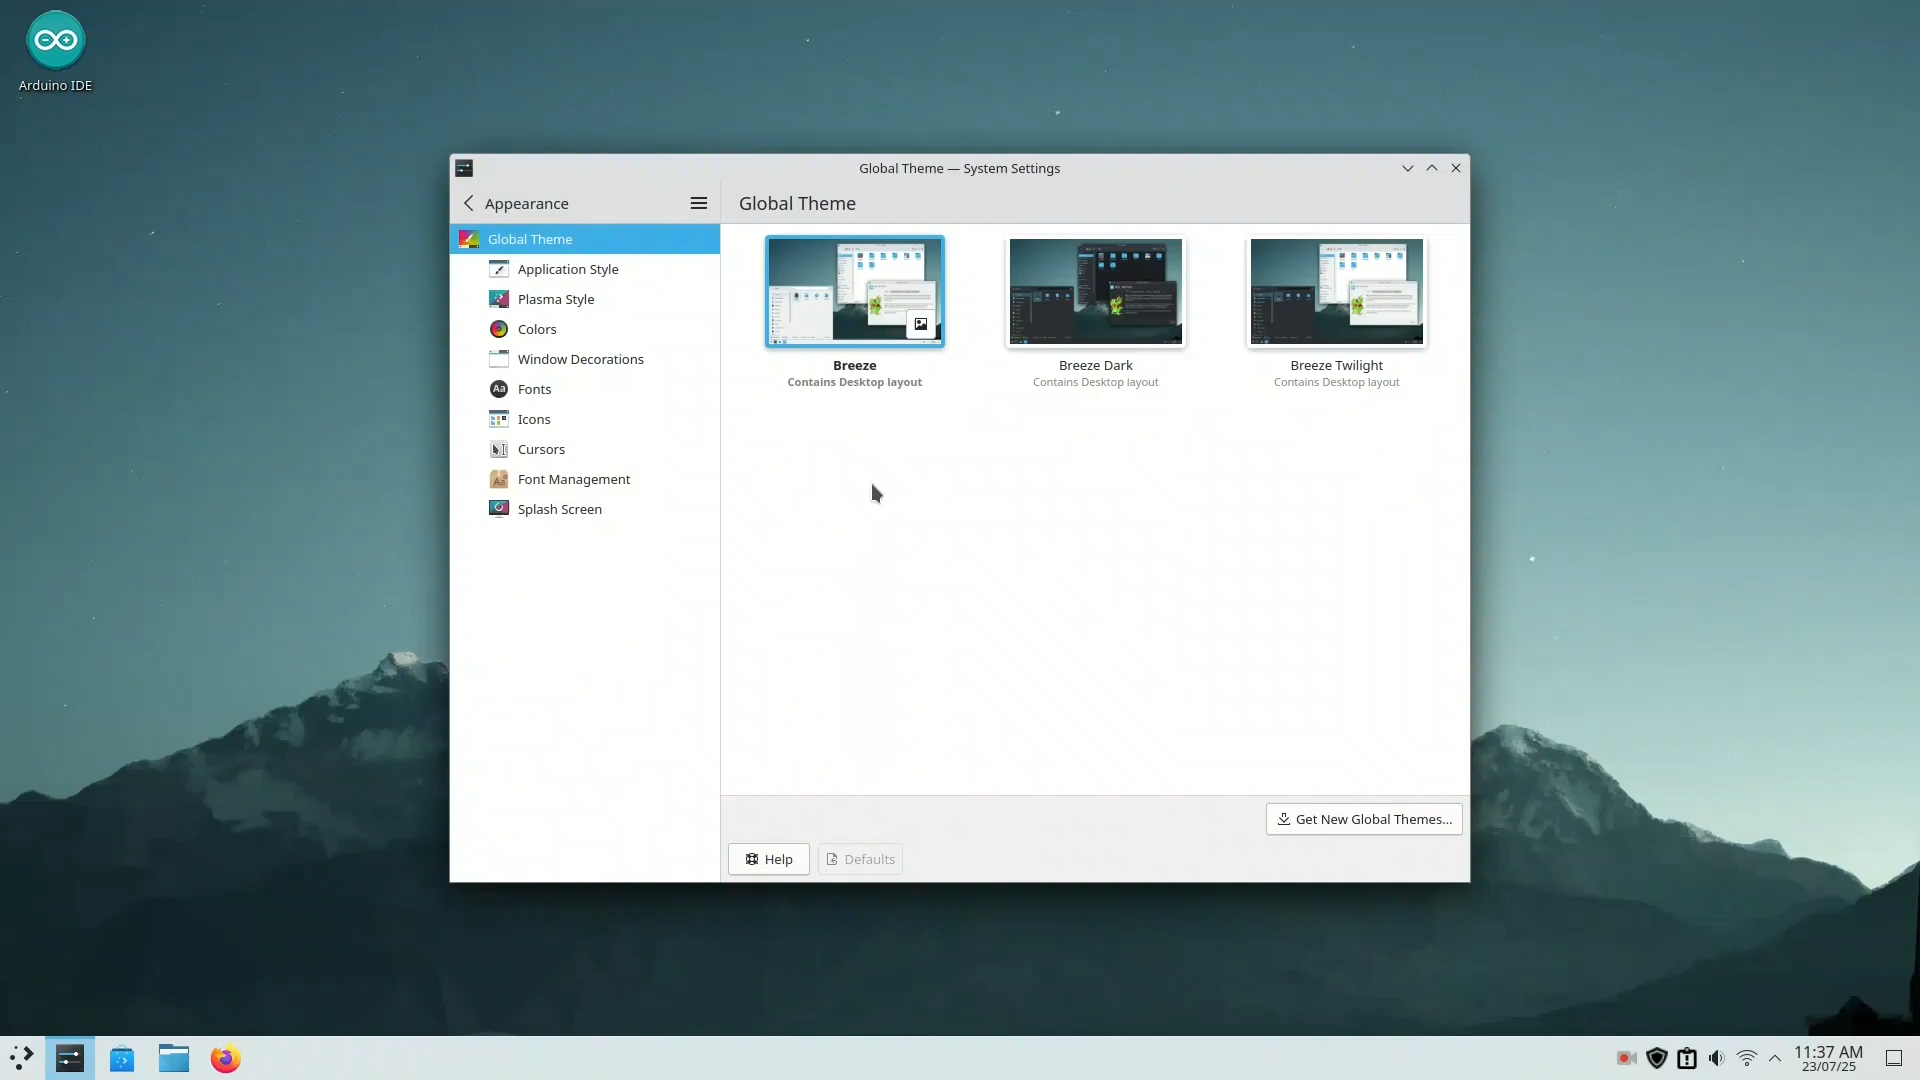 Arduino IDE
Global Theme — System Settings
Appearance
Global Theme
Global Theme
Application Style
Plasma Style
Colors
Window Decorations
Fonts
Icons
Cursors
Font Management
Splash Screen
Breeze
Contains Desktop layout
Breeze Dark
Contains Desktop layout
Breeze Twilight
Contains Desktop layout
Get New Global Themes...
Help
Defaults
11:37 AM
23/07/25